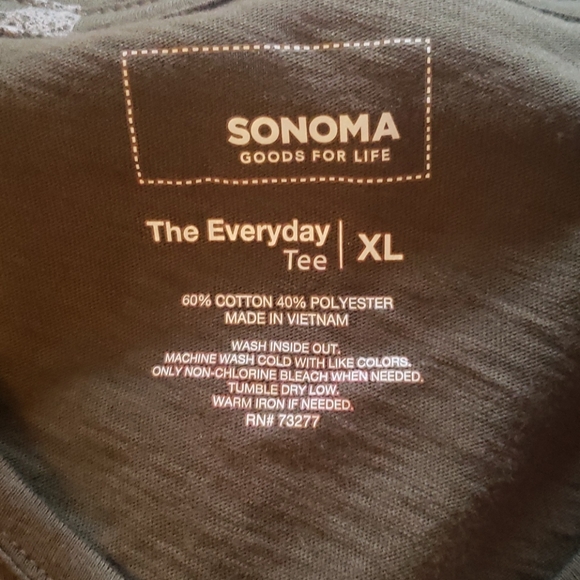 SONOMA
GOODS FOR LIFE
The Everyday
Tee | XL
60% COTTON 40% POLYESTER
MADE IN VIETNAM
WASH INSIDE OUT.
MACHINE WASH COLD WITH LIKE COLORS.
ONLY NON-CHLORINE BLEACH WHEN NEEDED.
TUMBLE DRY LOW.
WARM IRON IF NEEDED.
RN# 73277